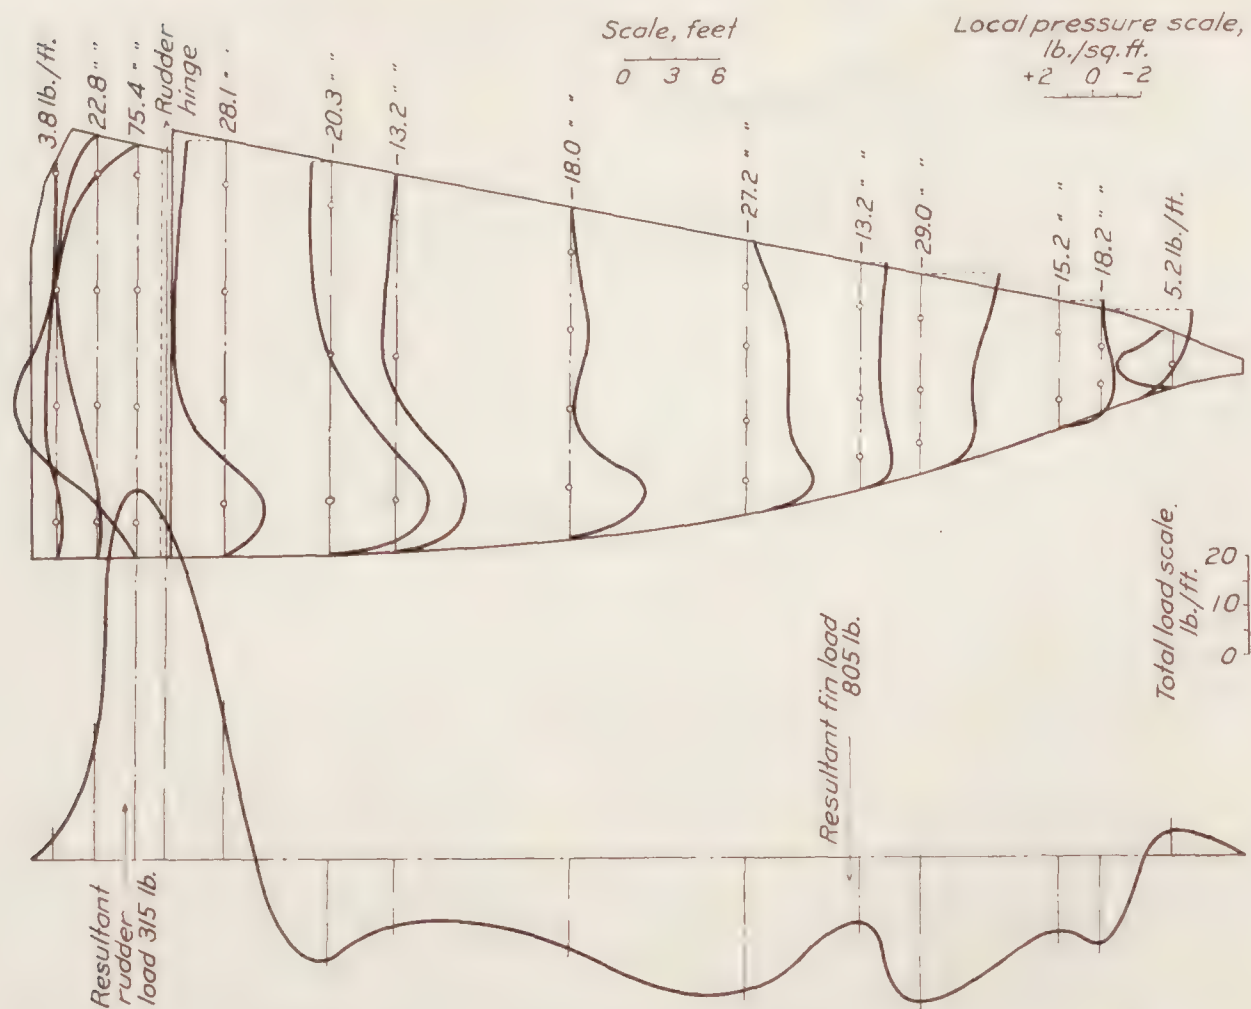 Scale, feet
0 3 6
Local pressure scale,
lb./sq. ft.
+2 0 -2
3.8 lb./ft.
22.8 " "
75.4 " "
Rudder
hinge
28.1 " "
-20.3 " "
-13.2 " "
-18.0 " "
-27.2 " "
-13.2 " "
-29.0 " "
-15.2 " "
-18.2 " "
5.2 lb./ft.
Total load scale.
lb./ft.
0 10 20
Resultant fin load
805 lb.
Resultant
rudder
load 315 lb.